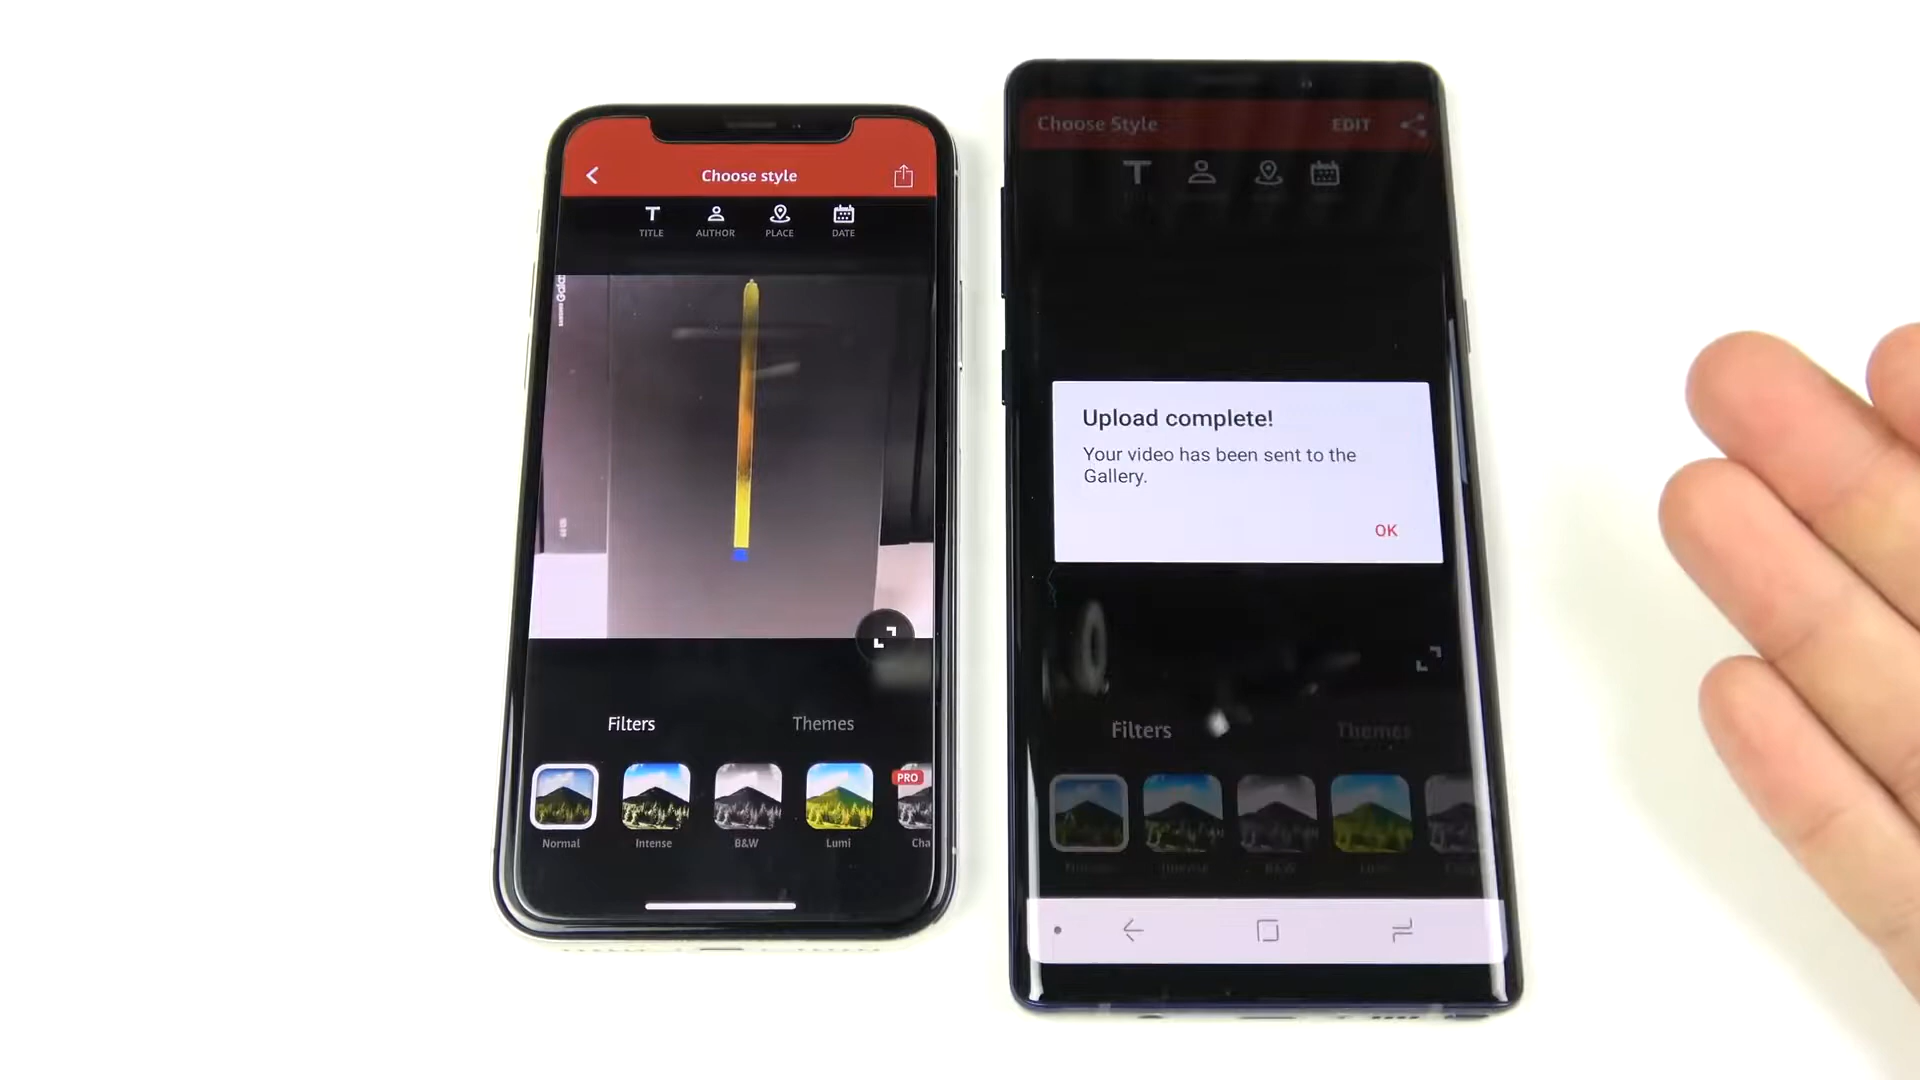 Choose style
TITLE
AUTHOR
PLACE
DATE
Filters
Themes
PRO
Normal
Intense
B&W
Lumi
Cha
Choose Style
EDIT
Upload complete!
Your video has been sent to the
Gallery.
OK
Filters
Themes
Intense
B&W